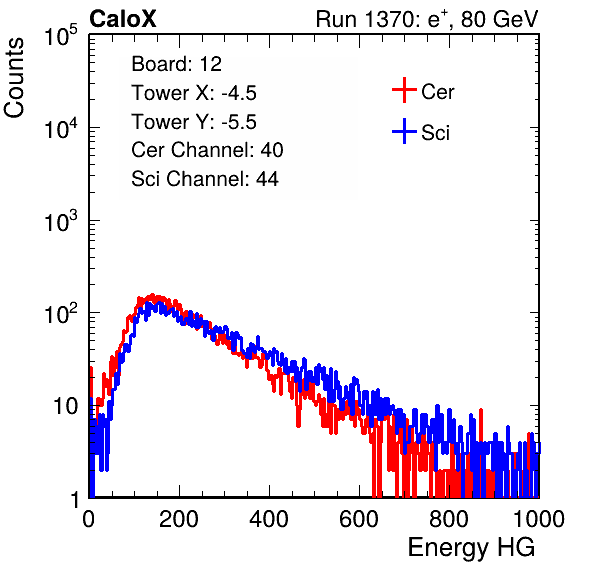 CaloX Run 1370: e⁺, 80 GeV
Counts
10⁵
10⁴
10³
10²
10
1
Board: 12
Tower X: -4.5
Tower Y: -5.5
Cer Channel: 40
Sci Channel: 44
Cer
Sci
0 200 400 600 800 1000
Energy HG